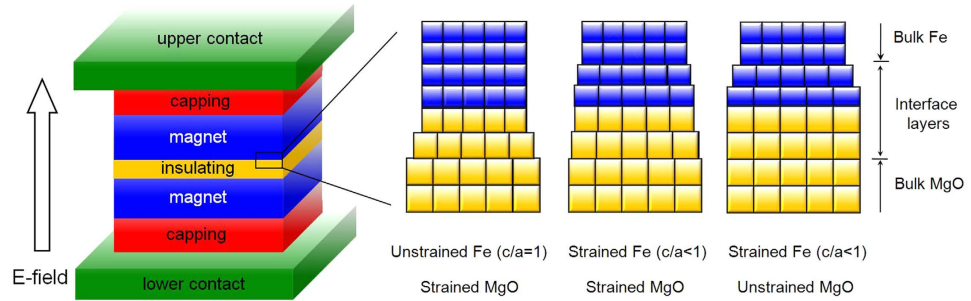 upper contact
capping
magnet
insulating
magnet
capping
lower contact
E-field
Bulk Fe
Interface
layers
Bulk MgO
Unstrained Fe (c/a=1)
Strained MgO
Strained Fe (c/a<1)
Strained MgO
Strained Fe (c/a<1)
Unstrained MgO